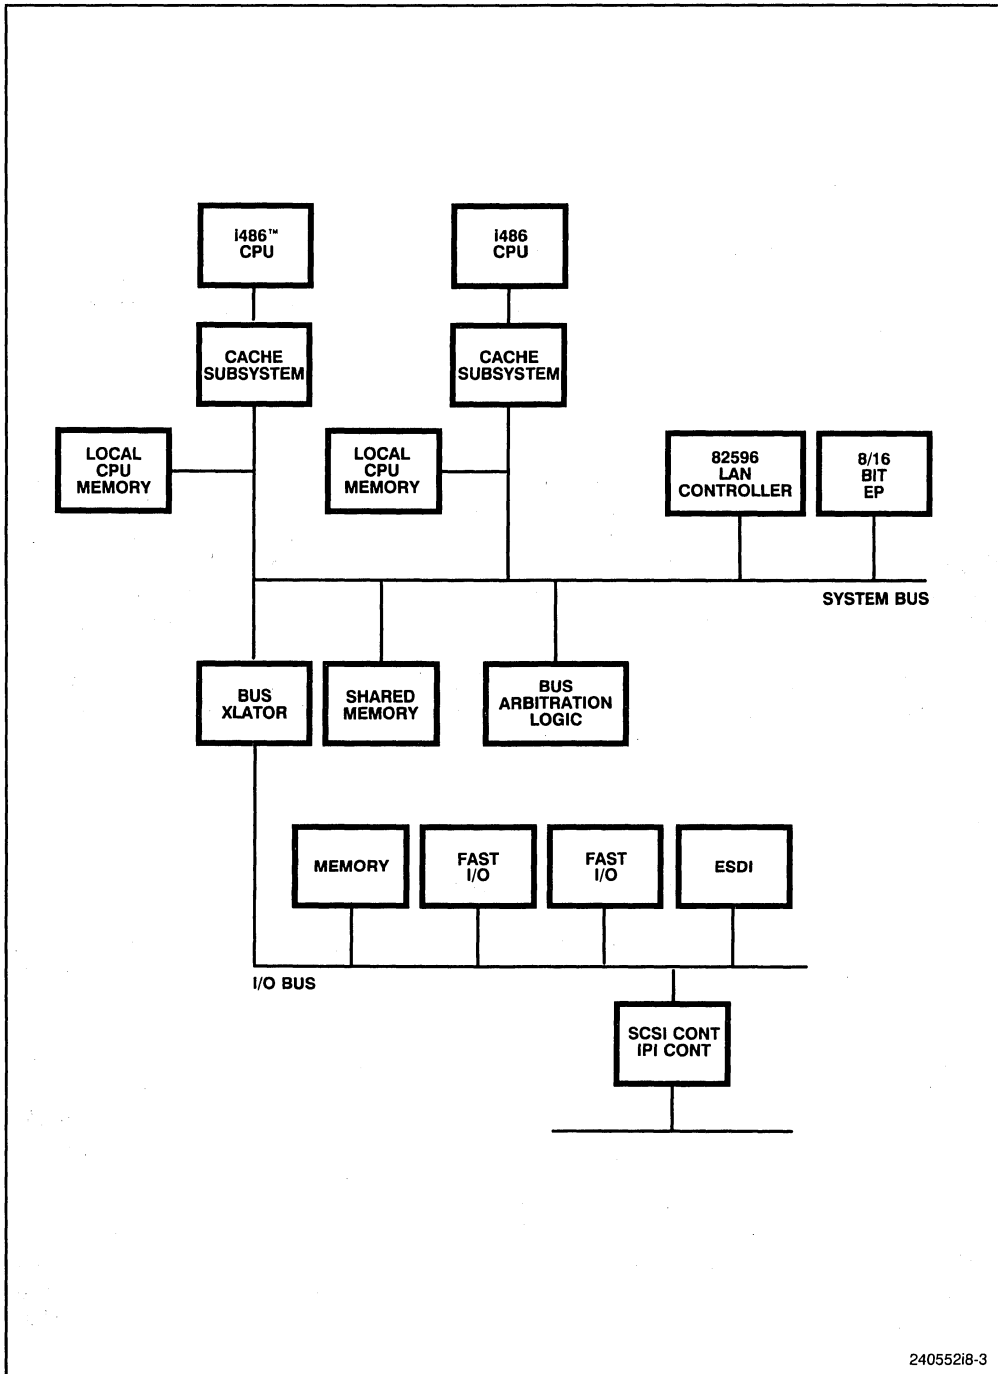 i486™
CPU
i486
CPU
CACHE
SUBSYSTEM
CACHE
SUBSYSTEM
LOCAL
CPU
MEMORY
LOCAL
CPU
MEMORY
82596
LAN
CONTROLLER
8/16
BIT
EP
SYSTEM BUS
BUS
XLATOR
SHARED
MEMORY
BUS
ARBITRATION
LOGIC
MEMORY
FAST
I/O
FAST
I/O
ESDI
I/O BUS
SCSI CONT
IPI CONT
240552i8-3